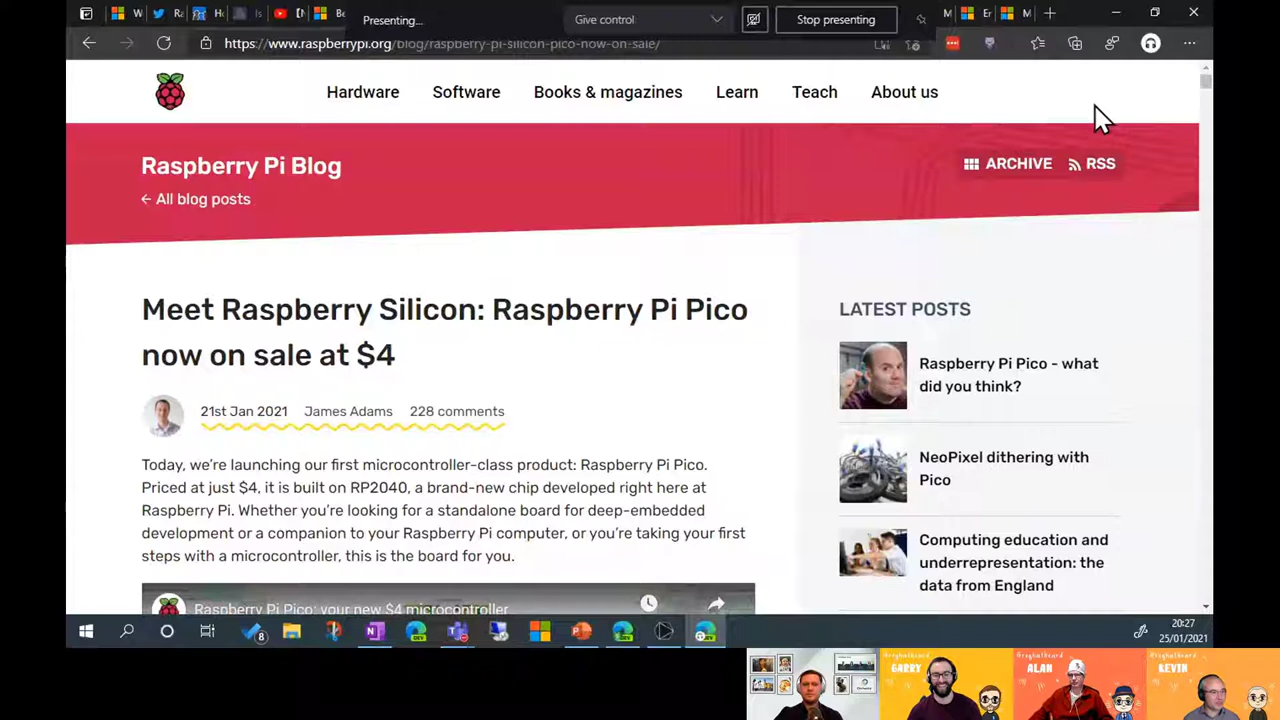 Presenting...
Give control
Stop presenting
https://www.raspberrypi.org/blog/raspberry-pi-silicon-pico-now-on-sale/
Hardware
Software
Books & magazines
Learn
Teach
About us
Raspberry Pi Blog
← All blog posts
ARCHIVE
RSS
Meet Raspberry Silicon: Raspberry Pi Pico
now on sale at $4
21st Jan 2021 James Adams 228 comments
Today, we're launching our first microcontroller-class product: Raspberry Pi Pico.
Priced at just $4, it is built on RP2040, a brand-new chip developed right here at
Raspberry Pi. Whether you're looking for a standalone board for deep-embedded
development or a companion to your Raspberry Pi computer, or you're taking your first
steps with a microcontroller, this is the board for you.
Raspberry Pi Pico: your new $4 microcontroller
LATEST POSTS
Raspberry Pi Pico - what
did you think?
NeoPixel dithering with
Pico
Computing education and
underrepresentation: the
data from England
8
20:27
25/01/2021
GARRY
ALAN
KEVIN